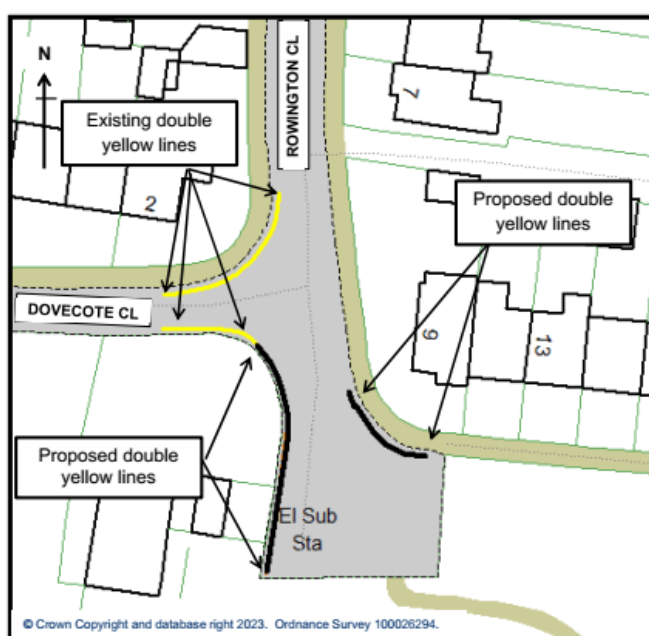 N
ROWINGTON CL
7
Existing double
yellow lines
2
Proposed double
yellow lines
DOVECOTE CL
9
13
Proposed double
yellow lines
El Sub
Sta
© Crown Copyright and database right 2023. Ordnance Survey 100026294.